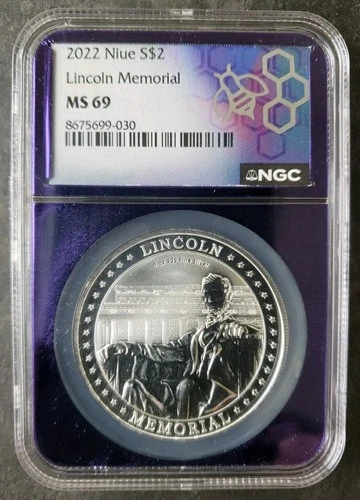 2022 Niue S$2
Lincoln Memorial
MS 69
8675699-030
NGC
LINCOLN
MEMORIAL